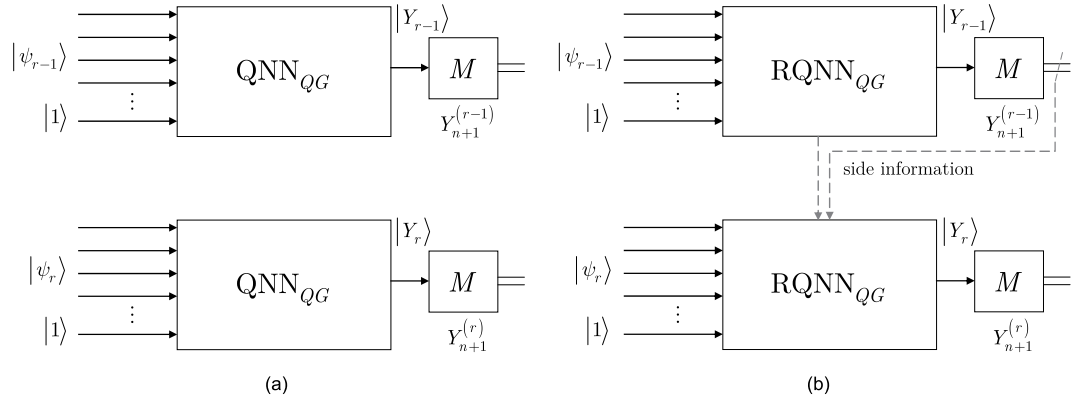 |ψ_{r-1}⟩
|1⟩
⋮
QNN_{QG}
|Y_{r-1}⟩
M
Y_{n+1}^{(r-1)}
|ψ_r⟩
|1⟩
⋮
QNN_{QG}
|Y_r⟩
M
Y_{n+1}^{(r)}
(a)
|ψ_{r-1}⟩
|1⟩
⋮
RQNN_{QG}
|Y_{r-1}⟩
M
Y_{n+1}^{(r-1)}
side information
|ψ_r⟩
|1⟩
⋮
RQNN_{QG}
|Y_r⟩
M
Y_{n+1}^{(r)}
(b)